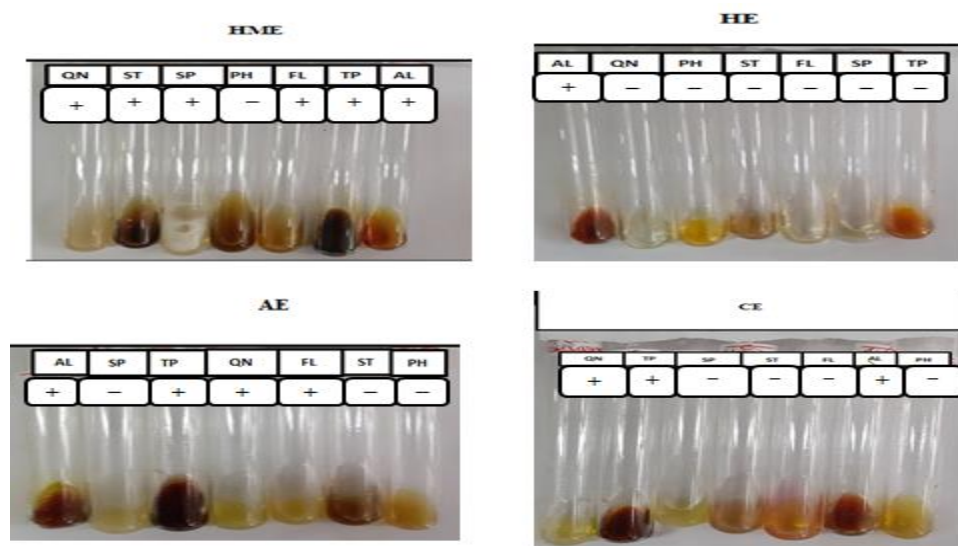 HME
QN ST SP PH FL TP AL
+ + + − + + +
HE
AL QN PH ST FL SP TP
+ − − − − − −
AE
AL SP TP QN FL ST PH
+ − + + + − −
CE
QN TP SP ST FL AL PH
+ + − − − + −